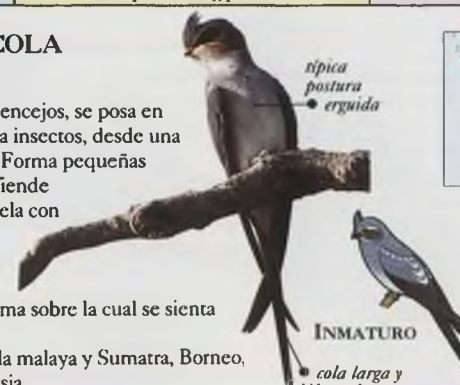 COLA
encejos, se posa en
a insectos, desde una
Forma pequeñas
iende
ela con
ma sobre la cual se sienta
la malaya y Sumatra, Borneo,
sia
típica
postura
erguida
INMATURO
cola larga y